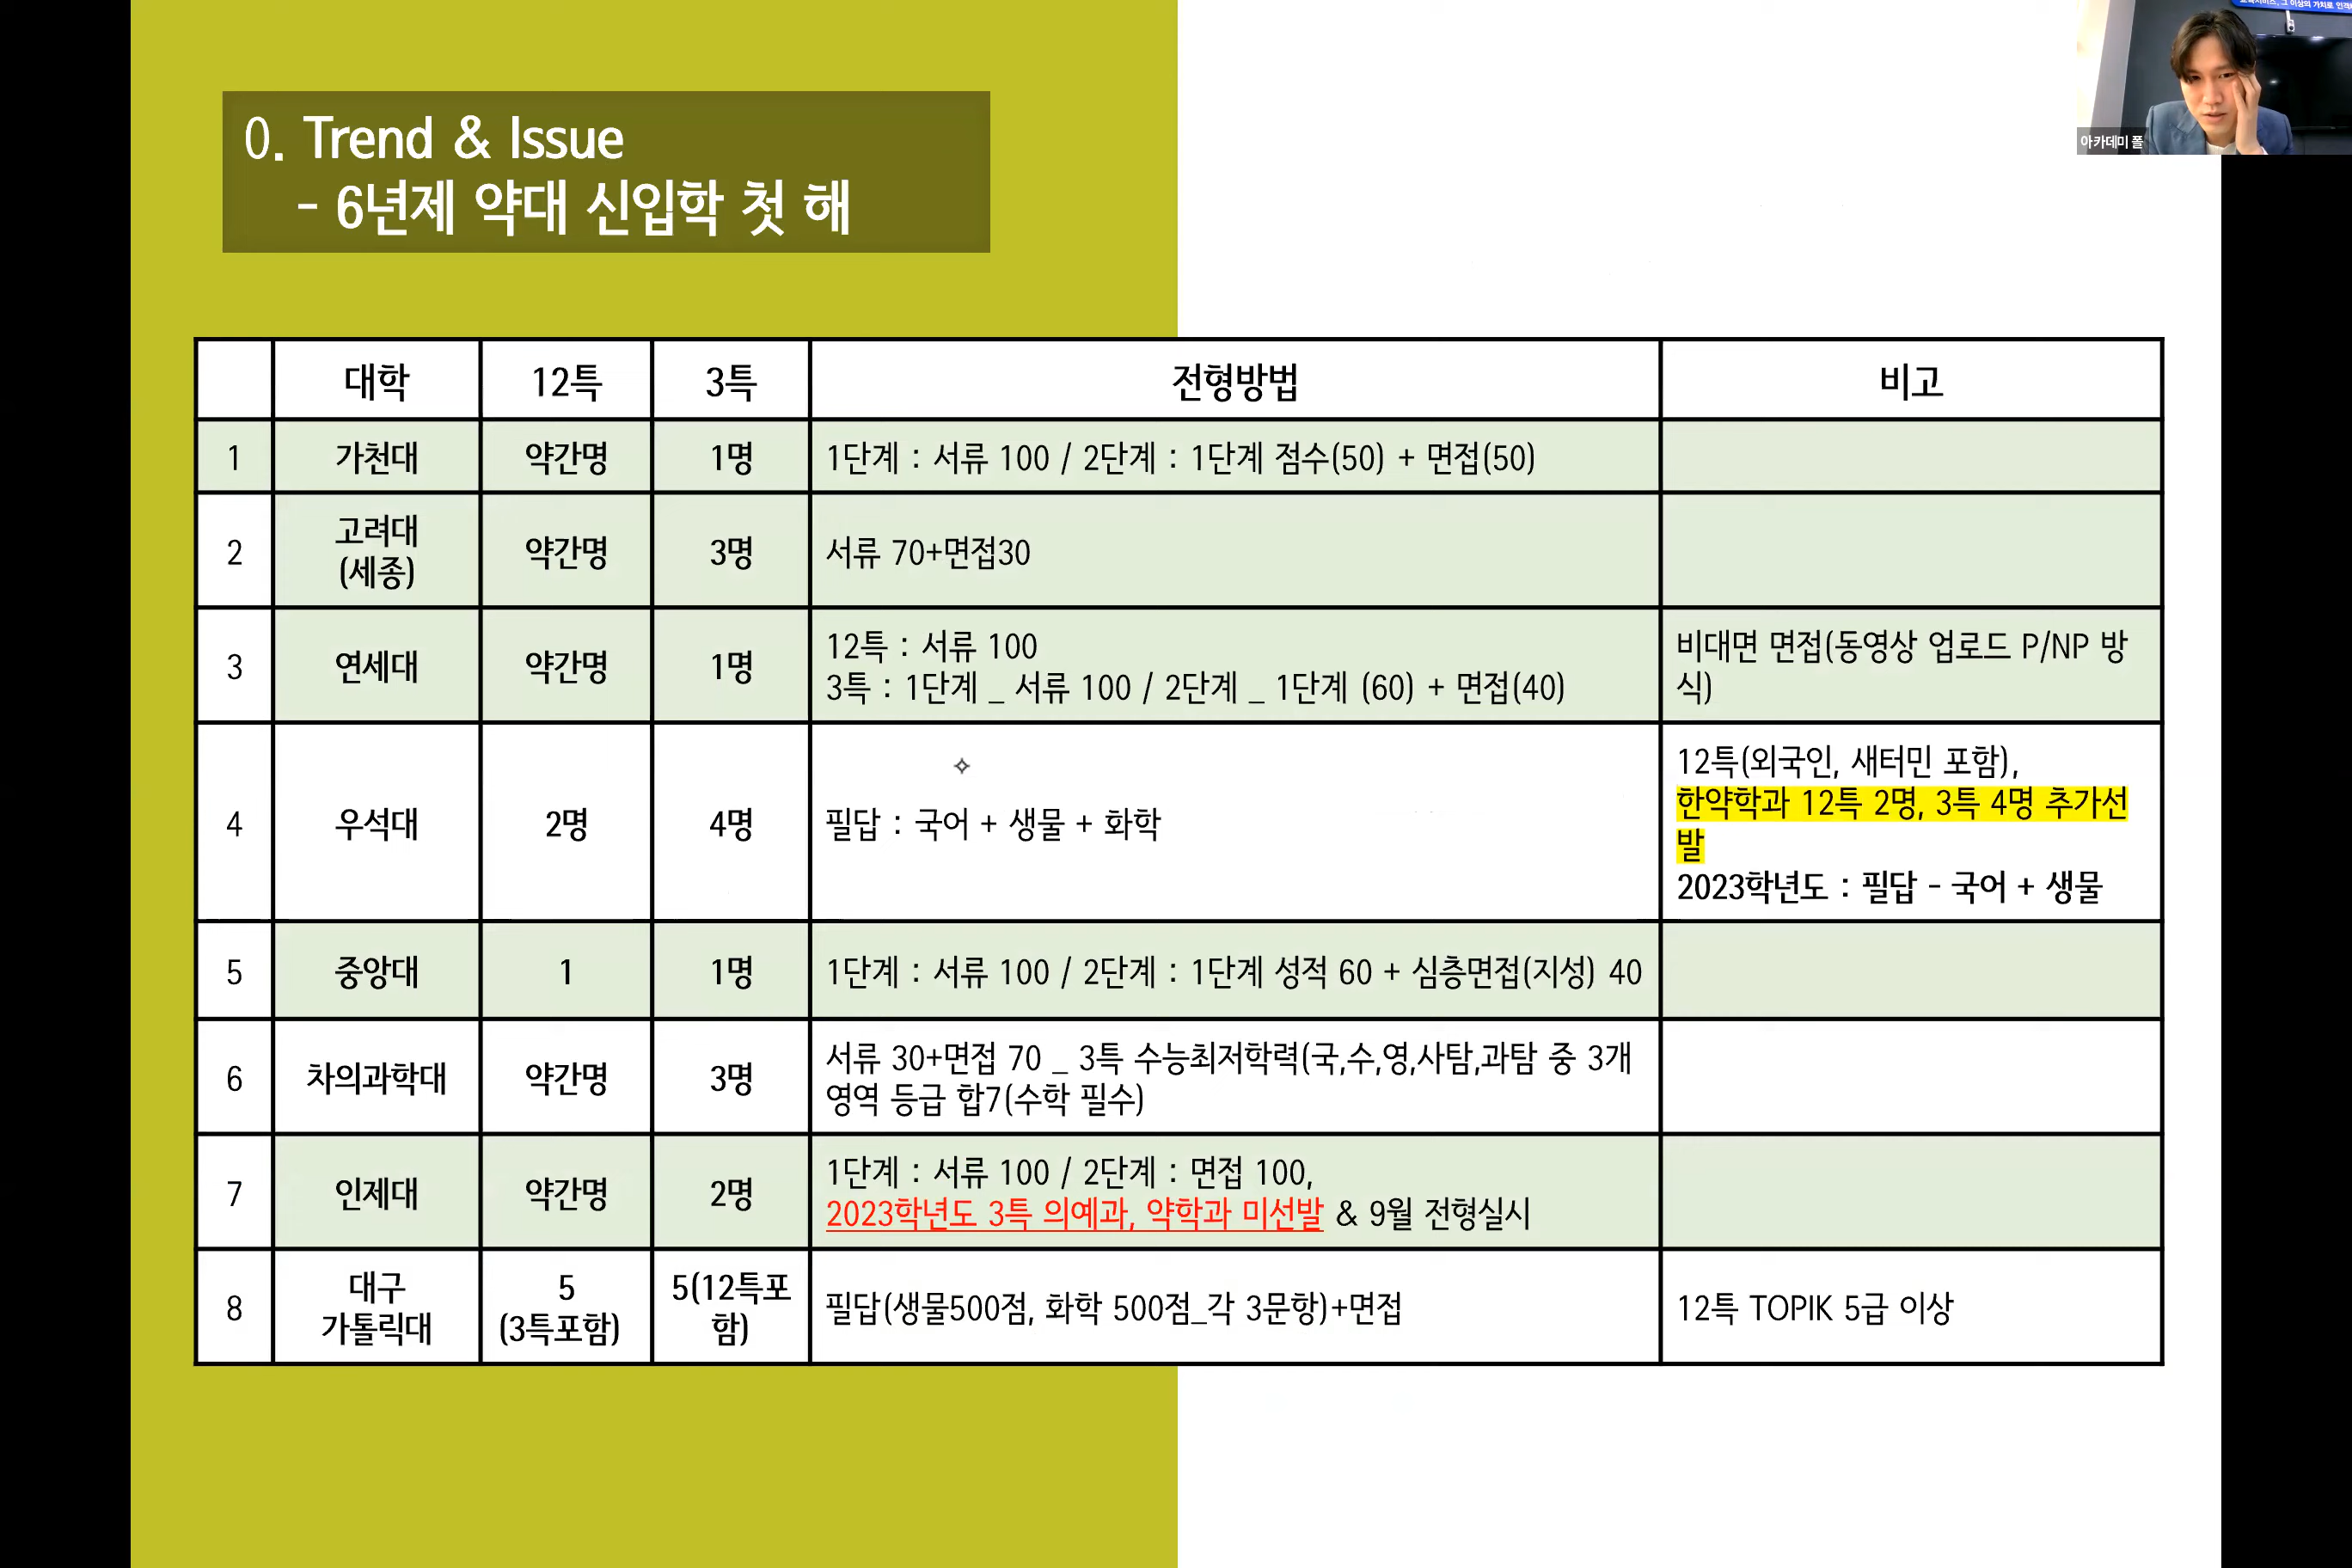 교육서비스, 그 이상의 가치로 인격
아카데미 폴
0. Trend & Issue
- 6년제 약대 신입학 첫 해
대학 12특 3특 전형방법 비고
1 가천대 약간명 1명 1단계 : 서류 100 / 2단계 : 1단계 점수(50) + 면접(50)
2 고려대
(세종) 약간명 3명 서류 70+면접30
3 연세대 약간명 1명 12특 : 서류 100
3특 : 1단계 _ 서류 100 / 2단계 _ 1단계 (60) + 면접(40)
비대면 면접(동영상 업로드 P/NP 방
식)
4 우석대 2명 4명 필답 : 국어 + 생물 + 화학
12특(외국인, 새터민 포함),
한약학과 12특 2명, 3특 4명 추가선
발
2023학년도 : 필답 - 국어 + 생물
5 중앙대 1 1명 1단계 : 서류 100 / 2단계 : 1단계 성적 60 + 심층면접(지성) 40
6 차의과학대 약간명 3명 서류 30+면접 70 _ 3특 수능최저학력(국,수,영,사탐,과탐 중 3개
영역 등급 합7(수학 필수)
7 인제대 약간명 2명 1단계 : 서류 100 / 2단계 : 면접 100,
2023학년도 3특 의예과, 약학과 미선발 & 9월 전형실시
8 대구
가톨릭대
5
(3특포함)
5(12특포
함)
필답(생물500점, 화학 500점_각 3문항)+면접
12특 TOPIK 5급 이상